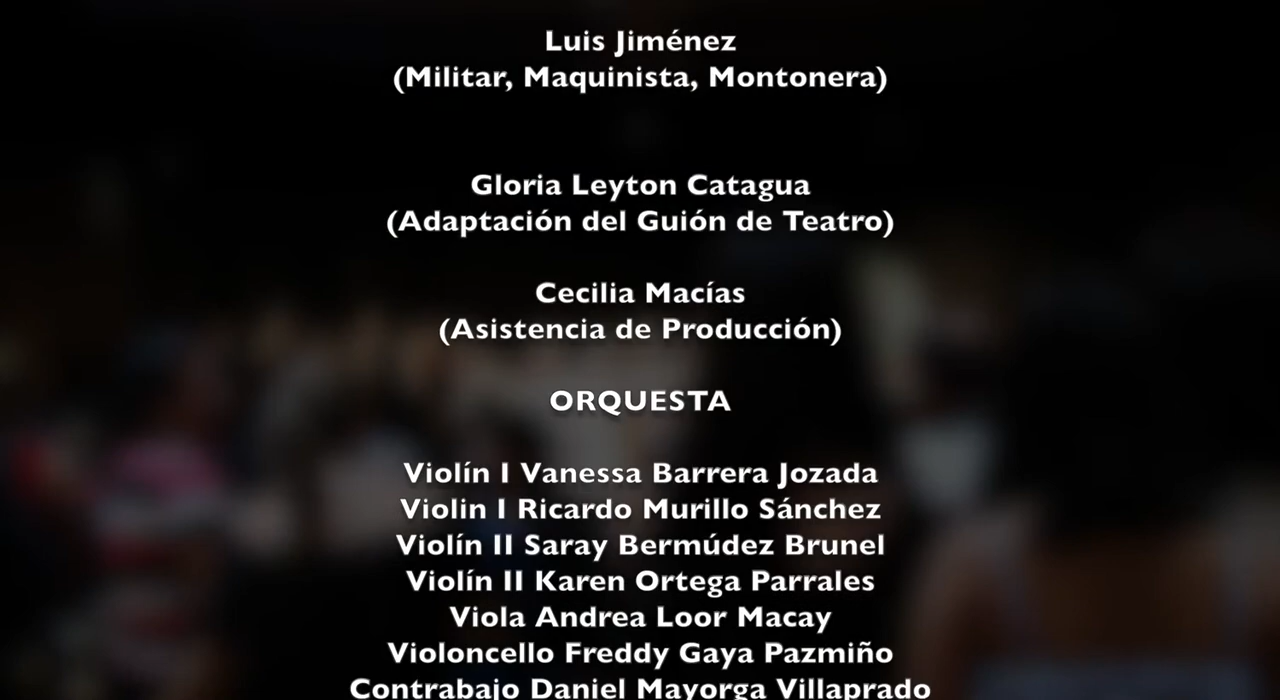 Luis Jiménez
(Militar, Maquinista, Montonera)
Gloria Leyton Catagua
(Adaptación del Guión de Teatro)
Cecilia Macías
(Asistencia de Producción)
ORQUESTA
Violín I Vanessa Barrera Jozada
Violin I Ricardo Murillo Sánchez
Violín II Saray Bermúdez Brunel
Violín II Karen Ortega Parrales
Viola Andrea Loor Macay
Violoncello Freddy Gaya Pazmiño
Contrabajo Daniel Mayorga Villaprado